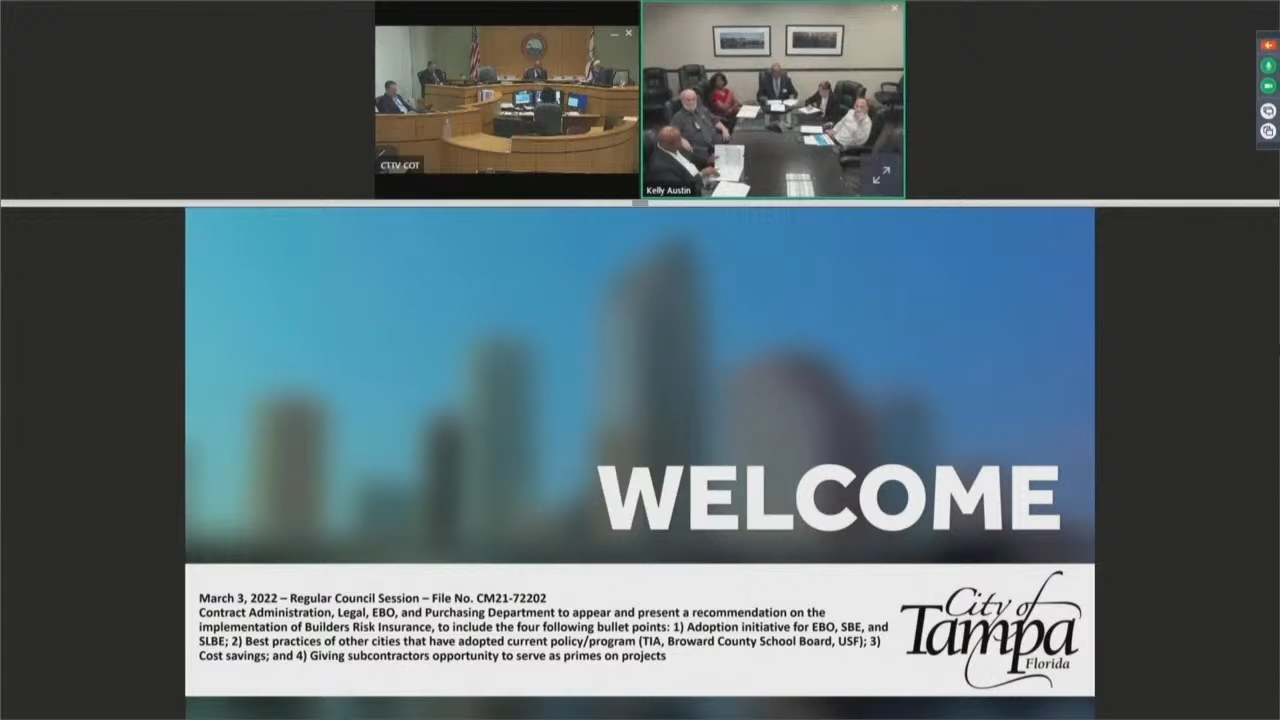 CTTV COT
Kelly Austin
WELCOME
March 3, 2022 – Regular Council Session – File No. CM21-72202
Contract Administration, Legal, EBO, and Purchasing Department to appear and present a recommendation on the
implementation of Builders Risk Insurance, to include the four following bullet points: 1) Adoption initiative for EBO, SBE, and
SLBE; 2) Best practices of other cities that have adopted current policy/program (TIA, Broward County School Board, USF); 3)
Cost savings; and 4) Giving subcontractors opportunity to serve as primes on projects
City of
Tampa
Florida